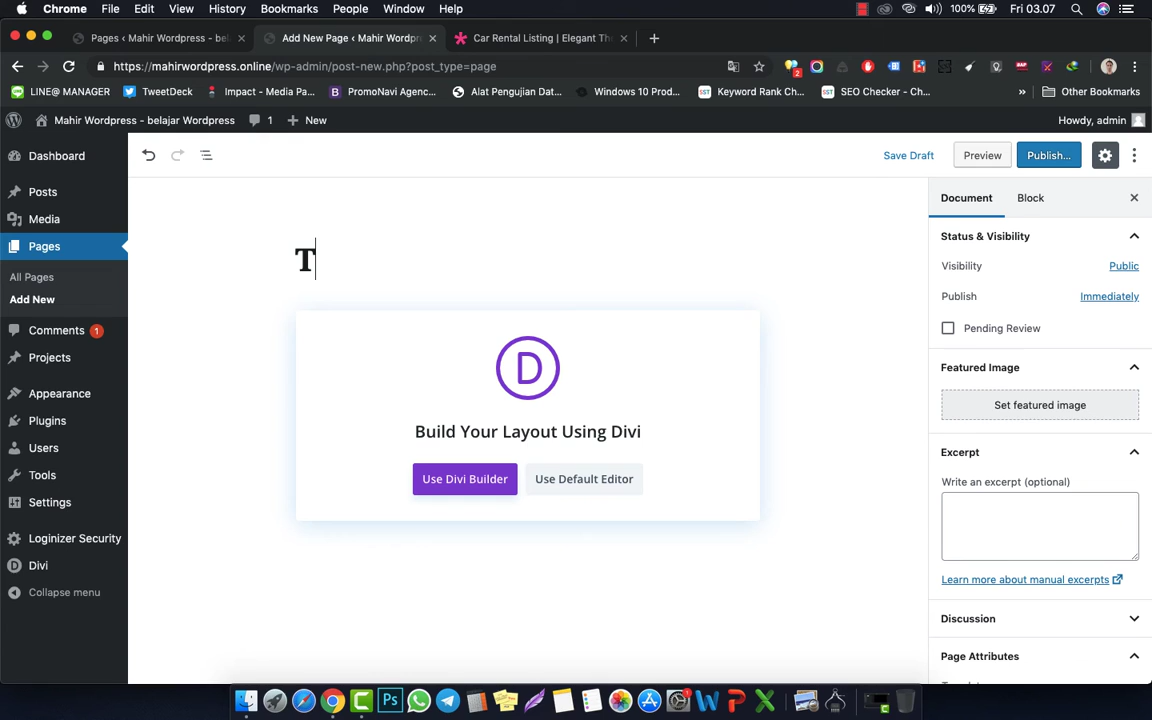 Chrome File Edit View History Bookmarks People Window Help 100% Fri 03.07
Pages ‹ Mahir Wordpress - bel
Add New Page ‹ Mahir Wordpr
Car Rental Listing | Elegant Th
https://mahirwordpress.online/wp-admin/post-new.php?post_type=page
LINE@ MANAGER TweetDeck Impact - Media Pa... PromoNavi Agenc... Alat Pengujian Dat... Windows 10 Prod... Keyword Rank Ch... SEO Checker - Ch... » Other Bookmarks
Mahir Wordpress - belajar Wordpress 1 New Howdy, admin
Dashboard
Posts
Media
Pages
All Pages
Add New
Comments 1
Projects
Appearance
Plugins
Users
Tools
Settings
Loginizer Security
Divi
Collapse menu
Save Draft Preview Publish...
T
D
Build Your Layout Using Divi
Use Divi Builder Use Default Editor
Document Block
Status & Visibility
Visibility Public
Publish Immediately
Pending Review
Featured Image
Set featured image
Excerpt
Write an excerpt (optional)
Learn more about manual excerpts
Discussion
Page Attributes